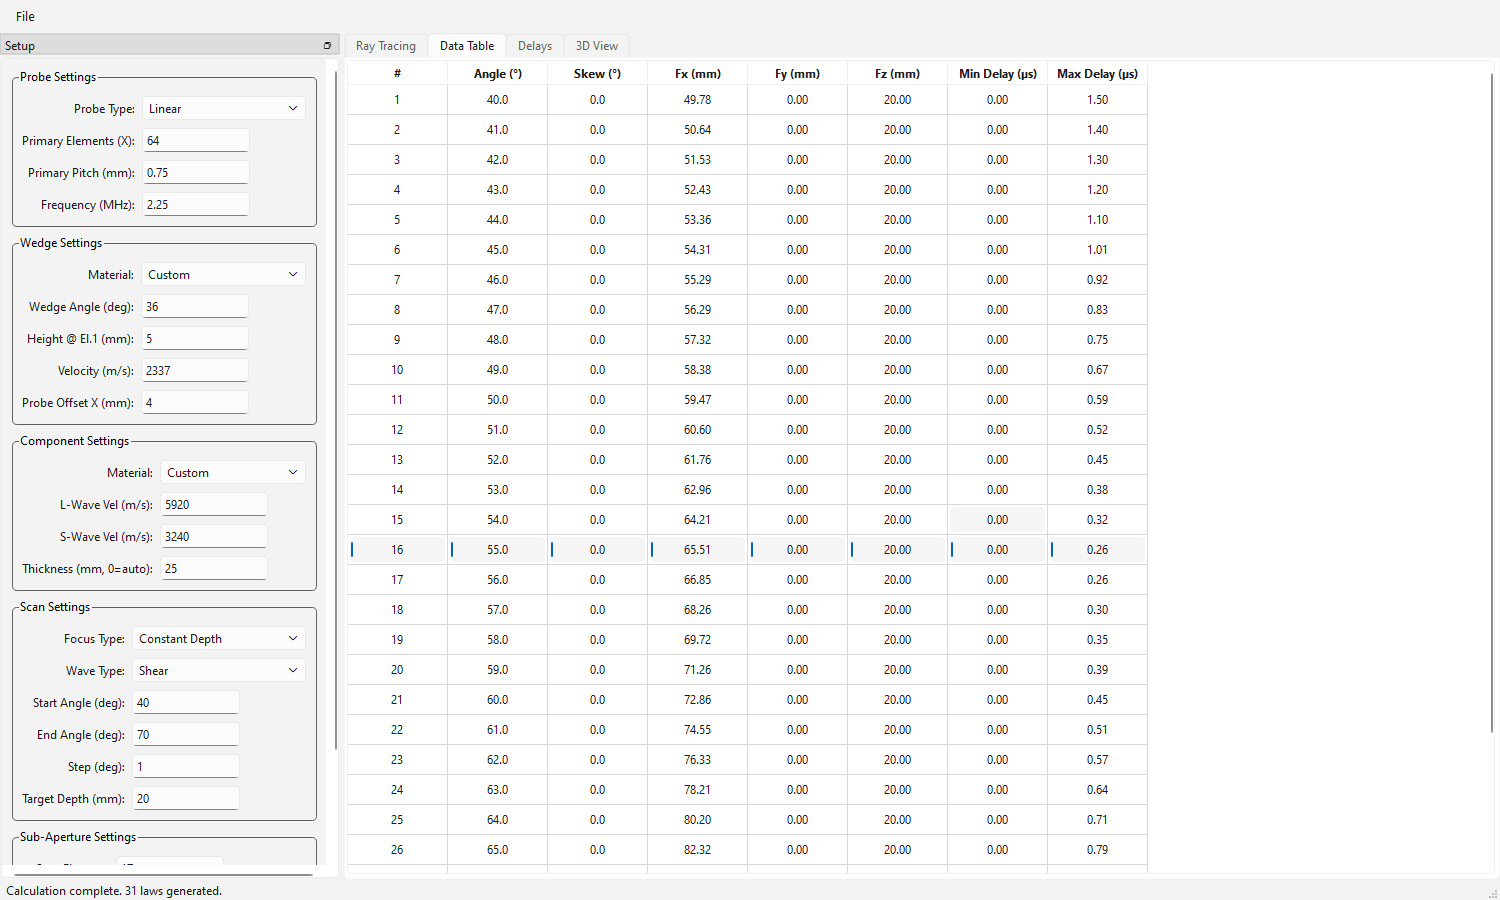 File
Setup
Ray Tracing
Data Table
Delays
3D View
Probe Settings
Probe Type: Linear
Primary Elements (X): 64
Primary Pitch (mm): 0.75
Frequency (MHz): 2.25
Wedge Settings
Material: Custom
Wedge Angle (deg): 36
Height @ El.1 (mm): 5
Velocity (m/s): 2337
Probe Offset X (mm): 4
Component Settings
Material: Custom
L-Wave Vel (m/s): 5920
S-Wave Vel (m/s): 3240
Thickness (mm, 0=auto): 25
Scan Settings
Focus Type: Constant Depth
Wave Type: Shear
Start Angle (deg): 40
End Angle (deg): 70
Step (deg): 1
Target Depth (mm): 20
Sub-Aperture Settings
# Angle (°) Skew (°) Fx (mm) Fy (mm) Fz (mm) Min Delay (µs) Max Delay (µs)
1 40.0 0.0 49.78 0.00 20.00 0.00 1.50
2 41.0 0.0 50.64 0.00 20.00 0.00 1.40
3 42.0 0.0 51.53 0.00 20.00 0.00 1.30
4 43.0 0.0 52.43 0.00 20.00 0.00 1.20
5 44.0 0.0 53.36 0.00 20.00 0.00 1.10
6 45.0 0.0 54.31 0.00 20.00 0.00 1.01
7 46.0 0.0 55.29 0.00 20.00 0.00 0.92
8 47.0 0.0 56.29 0.00 20.00 0.00 0.83
9 48.0 0.0 57.32 0.00 20.00 0.00 0.75
10 49.0 0.0 58.38 0.00 20.00 0.00 0.67
11 50.0 0.0 59.47 0.00 20.00 0.00 0.59
12 51.0 0.0 60.60 0.00 20.00 0.00 0.52
13 52.0 0.0 61.76 0.00 20.00 0.00 0.45
14 53.0 0.0 62.96 0.00 20.00 0.00 0.38
15 54.0 0.0 64.21 0.00 20.00 0.00 0.32
16 55.0 0.0 65.51 0.00 20.00 0.00 0.26
17 56.0 0.0 66.85 0.00 20.00 0.00 0.26
18 57.0 0.0 68.26 0.00 20.00 0.00 0.30
19 58.0 0.0 69.72 0.00 20.00 0.00 0.35
20 59.0 0.0 71.26 0.00 20.00 0.00 0.39
21 60.0 0.0 72.86 0.00 20.00 0.00 0.45
22 61.0 0.0 74.55 0.00 20.00 0.00 0.51
23 62.0 0.0 76.33 0.00 20.00 0.00 0.57
24 63.0 0.0 78.21 0.00 20.00 0.00 0.64
25 64.0 0.0 80.20 0.00 20.00 0.00 0.71
26 65.0 0.0 82.32 0.00 20.00 0.00 0.79
Calculation complete. 31 laws generated.